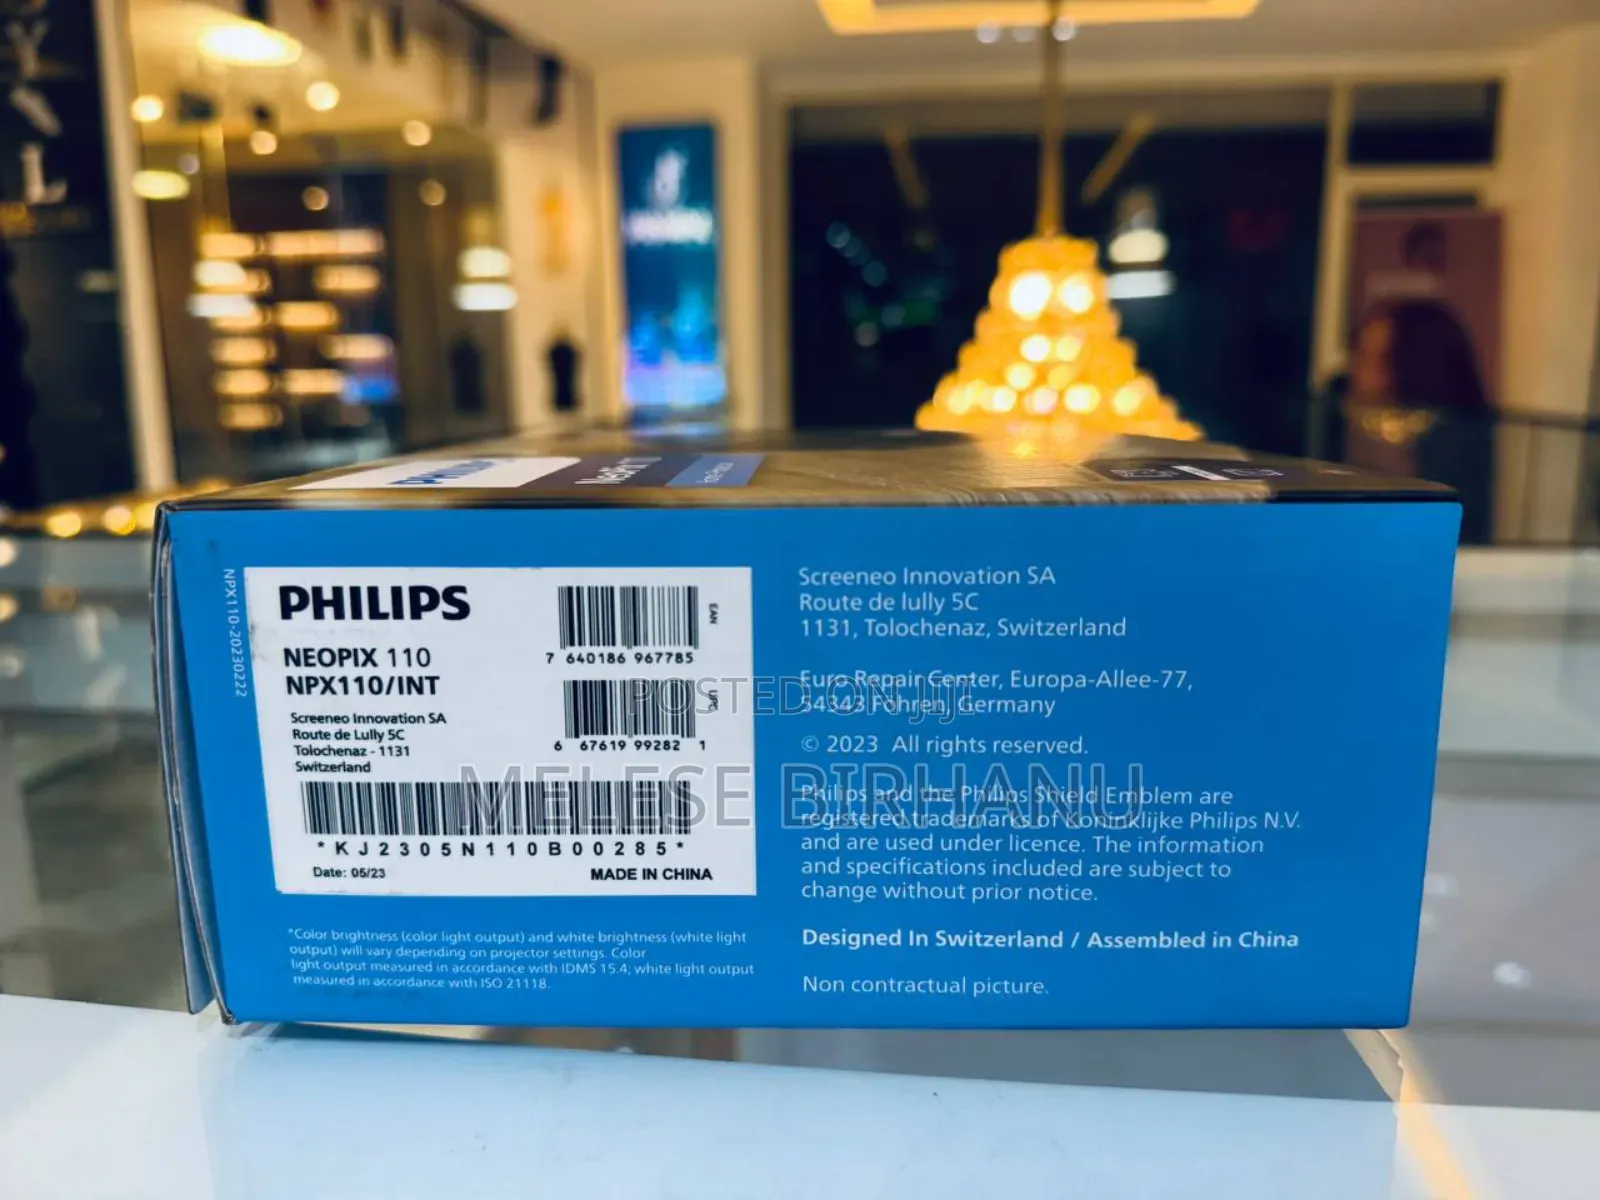 PHILIPS
NeoPix 110
NPX110-20230222
PHILIPS
NEOPIX 110
NPX110/INT
Screeneo Innovation SA
Route de Lully 5C
Tolochenaz - 1131
Switzerland
EAN
7 640186 967785
UPC
6 67619 99282 1
*KJ2305N110B00285*
Date: 05/23
MADE IN CHINA
*Color brightness (color light output) and white brightness (white light
output) will vary depending on projector settings. Color
light output measured in accordance with IDMS 15.4; white light output
measured in accordance with ISO 21118.
Screeneo Innovation SA
Route de lully 5C
1131, Tolochenaz, Switzerland
Euro Repair Center, Europa-Allee-77,
54343 Föhren, Germany
© 2023 All rights reserved.
Philips and the Philips Shield Emblem are
registered trademarks of Koninklijke Philips N.V.
and are used under licence. The information
and specifications included are subject to
change without prior notice.
Designed In Switzerland / Assembled in China
Non contractual picture.
POSTED ON JIJI
MELESE BIRHANU